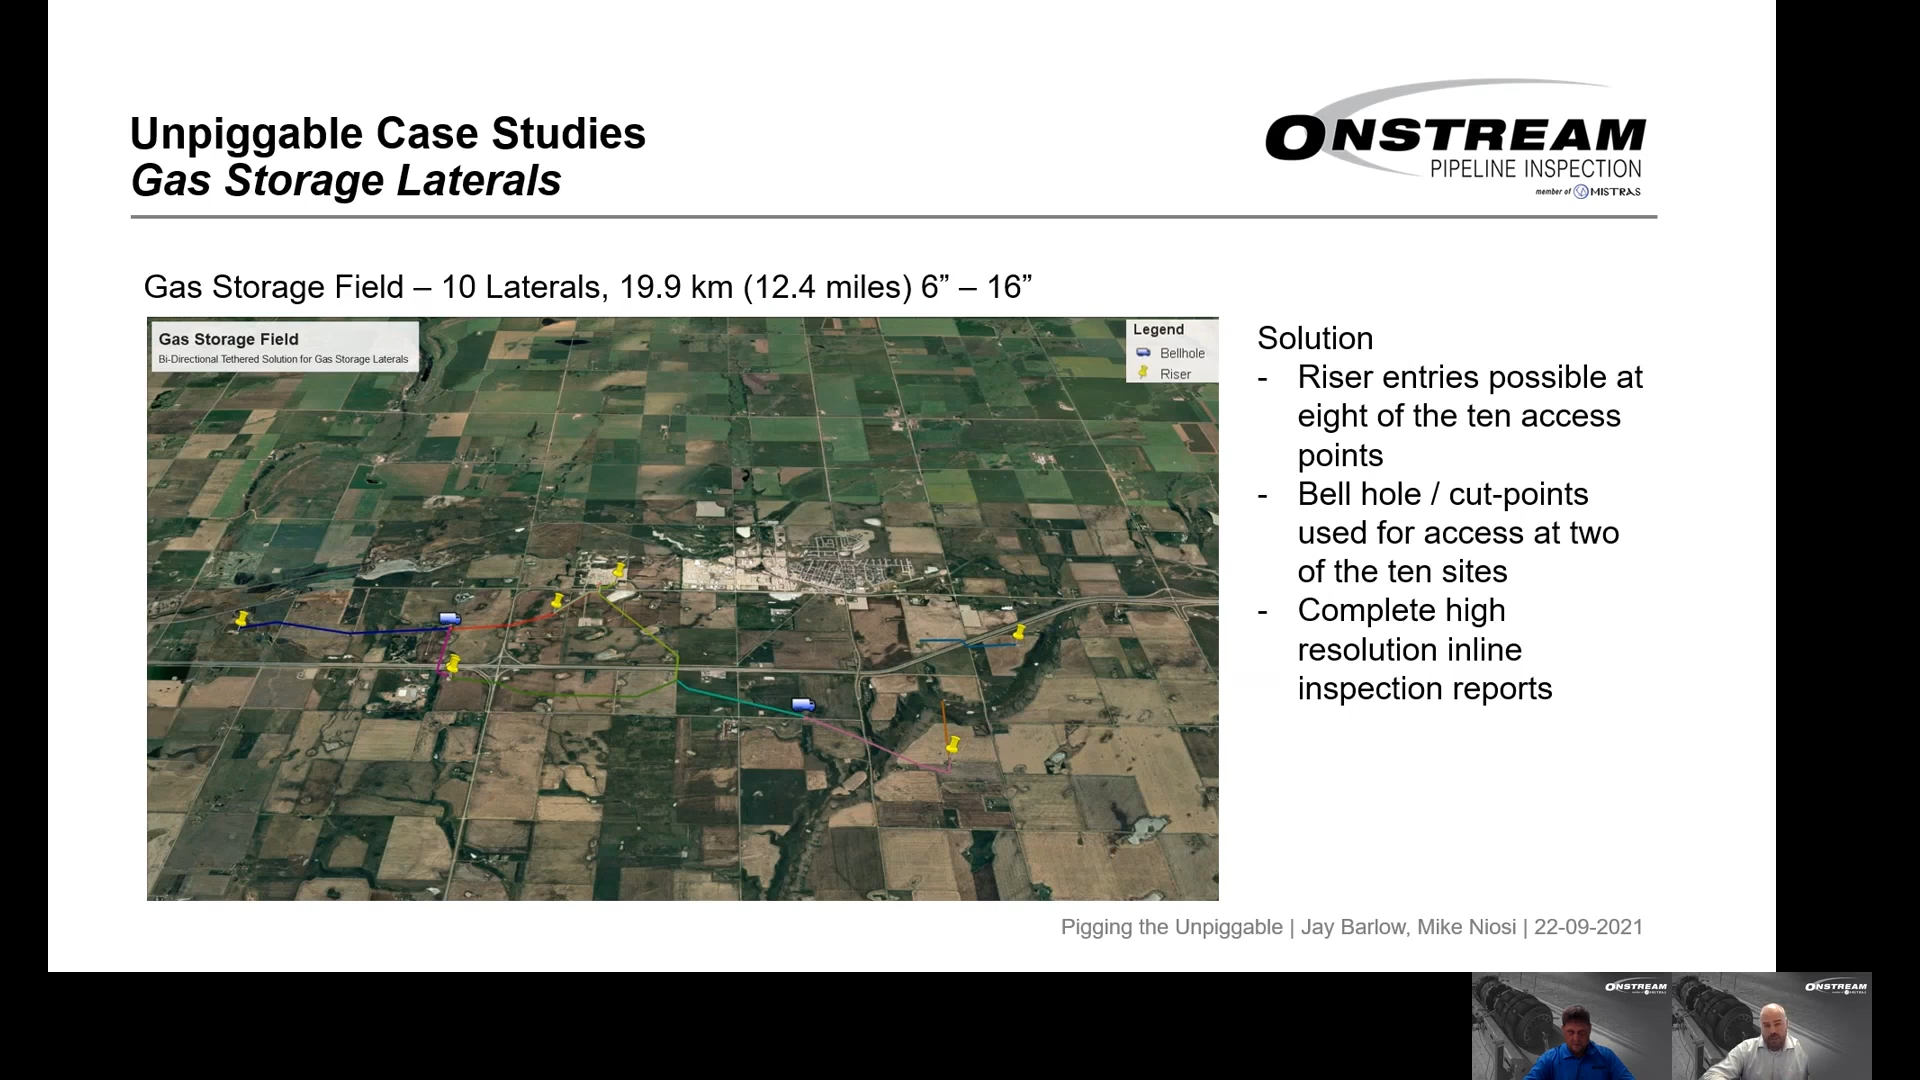 Unpiggable Case Studies
Gas Storage Laterals
ONSTREAM
PIPELINE INSPECTION
member of MISTRAS
Gas Storage Field – 10 Laterals, 19.9 km (12.4 miles) 6” – 16”
Gas Storage Field
Bi-Directional Tethered Solution for Gas Storage Laterals
Legend
Bellhole
Riser
Solution
- Riser entries possible at
eight of the ten access
points
- Bell hole / cut-points
used for access at two
of the ten sites
- Complete high
resolution inline
inspection reports
Pigging the Unpiggable | Jay Barlow, Mike Niosi | 22-09-2021
ONSTREAM
ONSTREAM